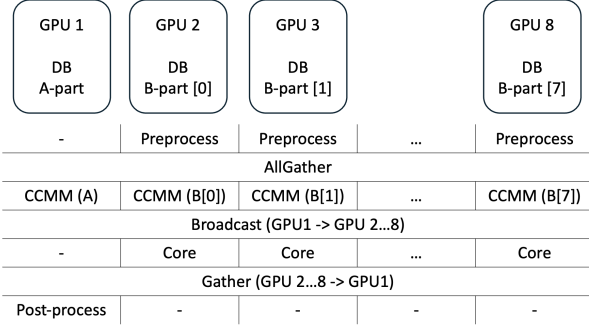 GPU 1 GPU 2 GPU 3 GPU 8
DB DB DB DB
A-part B-part [0] B-part [1] B-part [7]
- Preprocess Preprocess ... Preprocess
AllGather
CCMM (A) CCMM (B[0]) CCMM (B[1]) ... CCMM (B[7])
Broadcast (GPU1 -> GPU 2...8)
- Core Core ... Core
Gather (GPU 2...8 -> GPU1)
Post-process - - - -